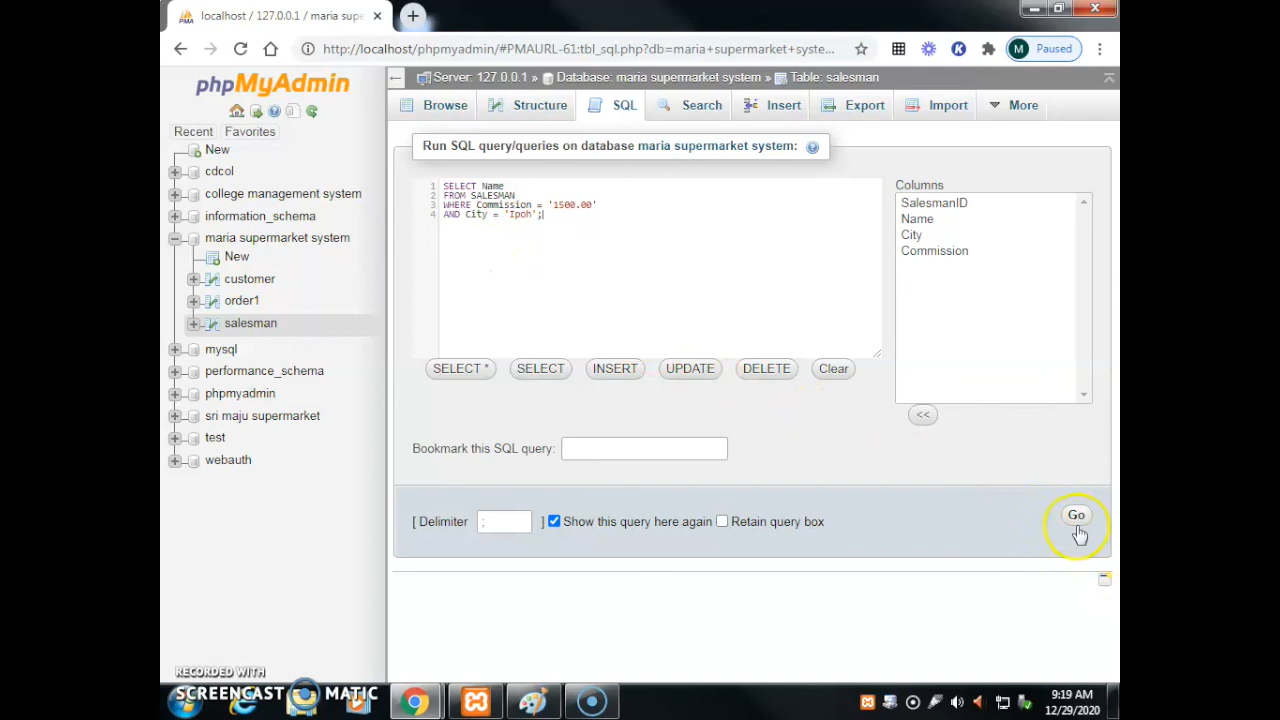 localhost / 127.0.0.1 / maria supe
http://localhost/phpmyadmin/#PMAURL-61:tbl_sql.php?db=maria+supermarket+syste...
M Paused
phpMyAdmin
Recent Favorites
New
cdcol
college management system
information_schema
maria supermarket system
New
customer
order1
salesman
mysql
performance_schema
phpmyadmin
sri maju supermarket
test
webauth
Server: 127.0.0.1 » Database: maria supermarket system » Table: salesman
Browse Structure SQL Search Insert Export Import More
Run SQL query/queries on database maria supermarket system:
1 SELECT Name
2 FROM SALESMAN
3 WHERE Commission = '1500.00'
4 AND City = 'Ipoh';
Columns
SalesmanID
Name
City
Commission
SELECT * SELECT INSERT UPDATE DELETE Clear
<<
Bookmark this SQL query:
[ Delimiter ; ] Show this query here again Retain query box
Go
RECORDED WITH
SCREENCAST MATIC
9:19 AM
12/29/2020